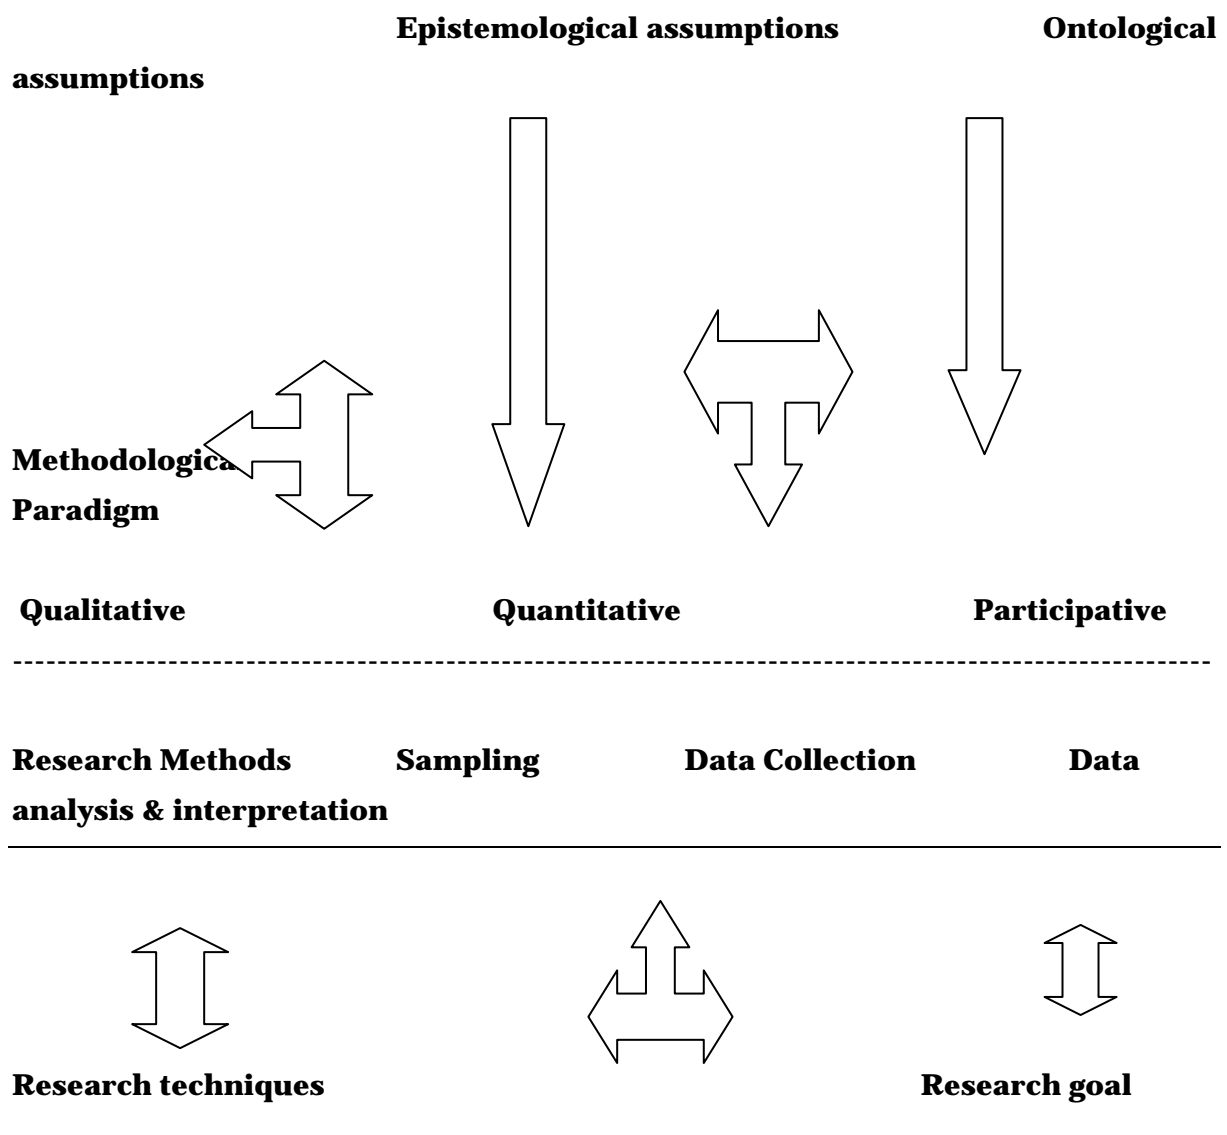 Epistemological assumptions Ontological
assumptions
Methodologica
Paradigm
Qualitative Quantitative Participative
Research Methods Sampling Data Collection Data
analysis & interpretation
Research techniques Research goal